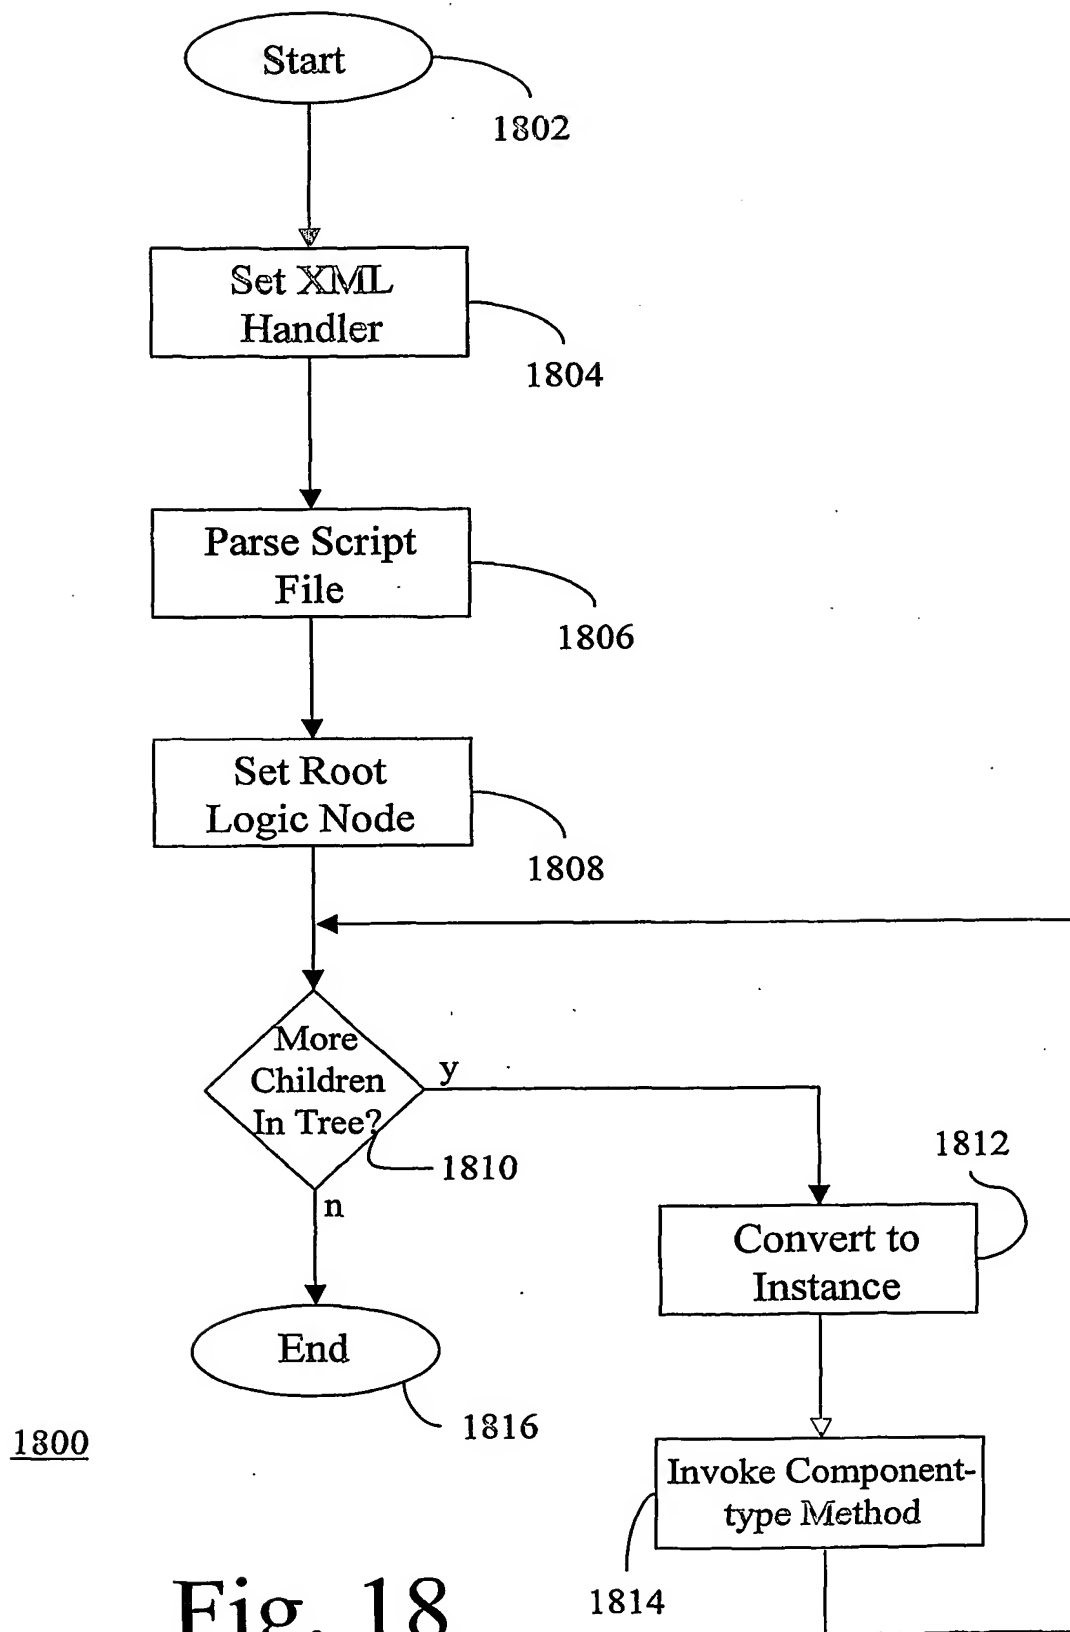 Start
1802
Set XML
Handler
1804
Parse Script
File
1806
Set Root
Logic Node
1808
More
Children
In Tree?
y
1810
n
1812
Convert to
Instance
End
1816
1800
Invoke Component-
type Method
1814
Fig. 18